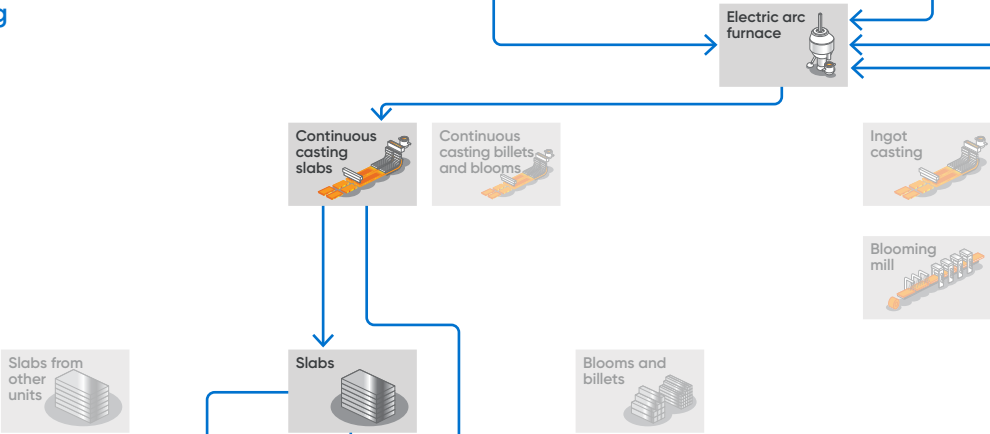 g
Electric arc
furnace
Continuous
casting
slabs
Continuous
casting billets
and blooms
Ingot
casting
Blooming
mill
Slabs from
other
units
Slabs
Blooms and
billets